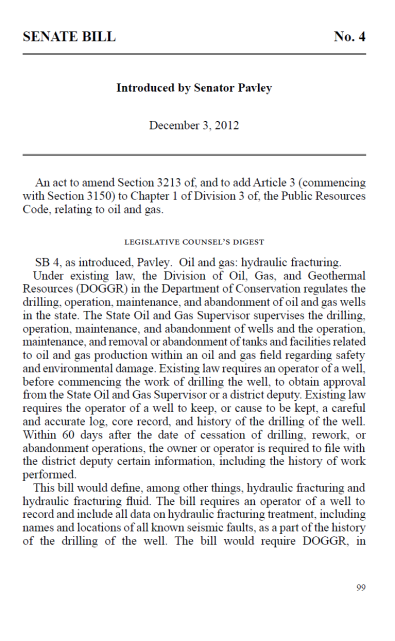 SENATE BILL No. 4
Introduced by Senator Pavley
December 3, 2012
An act to amend Section 3213 of, and to add Article 3 (commencing
with Section 3150) to Chapter 1 of Division 3 of, the Public Resources
Code, relating to oil and gas.
LEGISLATIVE COUNSEL'S DIGEST
SB 4, as introduced, Pavley. Oil and gas: hydraulic fracturing.
Under existing law, the Division of Oil, Gas, and Geothermal
Resources (DOGGR) in the Department of Conservation regulates the
drilling, operation, maintenance, and abandonment of oil and gas wells
in the state. The State Oil and Gas Supervisor supervises the drilling,
operation, maintenance, and abandonment of wells and the operation,
maintenance, and removal or abandonment of tanks and facilities related
to oil and gas production within an oil and gas field regarding safety
and environmental damage. Existing law requires an operator of a well,
before commencing the work of drilling the well, to obtain approval
from the State Oil and Gas Supervisor or a district deputy. Existing law
requires the operator of a well to keep, or cause to be kept, a careful
and accurate log, core record, and history of the drilling of the well.
Within 60 days after the date of cessation of drilling, rework, or
abandonment operations, the owner or operator is required to file with
the district deputy certain information, including the history of work
performed.
This bill would define, among other things, hydraulic fracturing and
hydraulic fracturing fluid. The bill requires an operator of a well to
record and include all data on hydraulic fracturing treatment, including
names and locations of all known seismic faults, as a part of the history
of the drilling of the well. The bill would require DOGGR, in
99